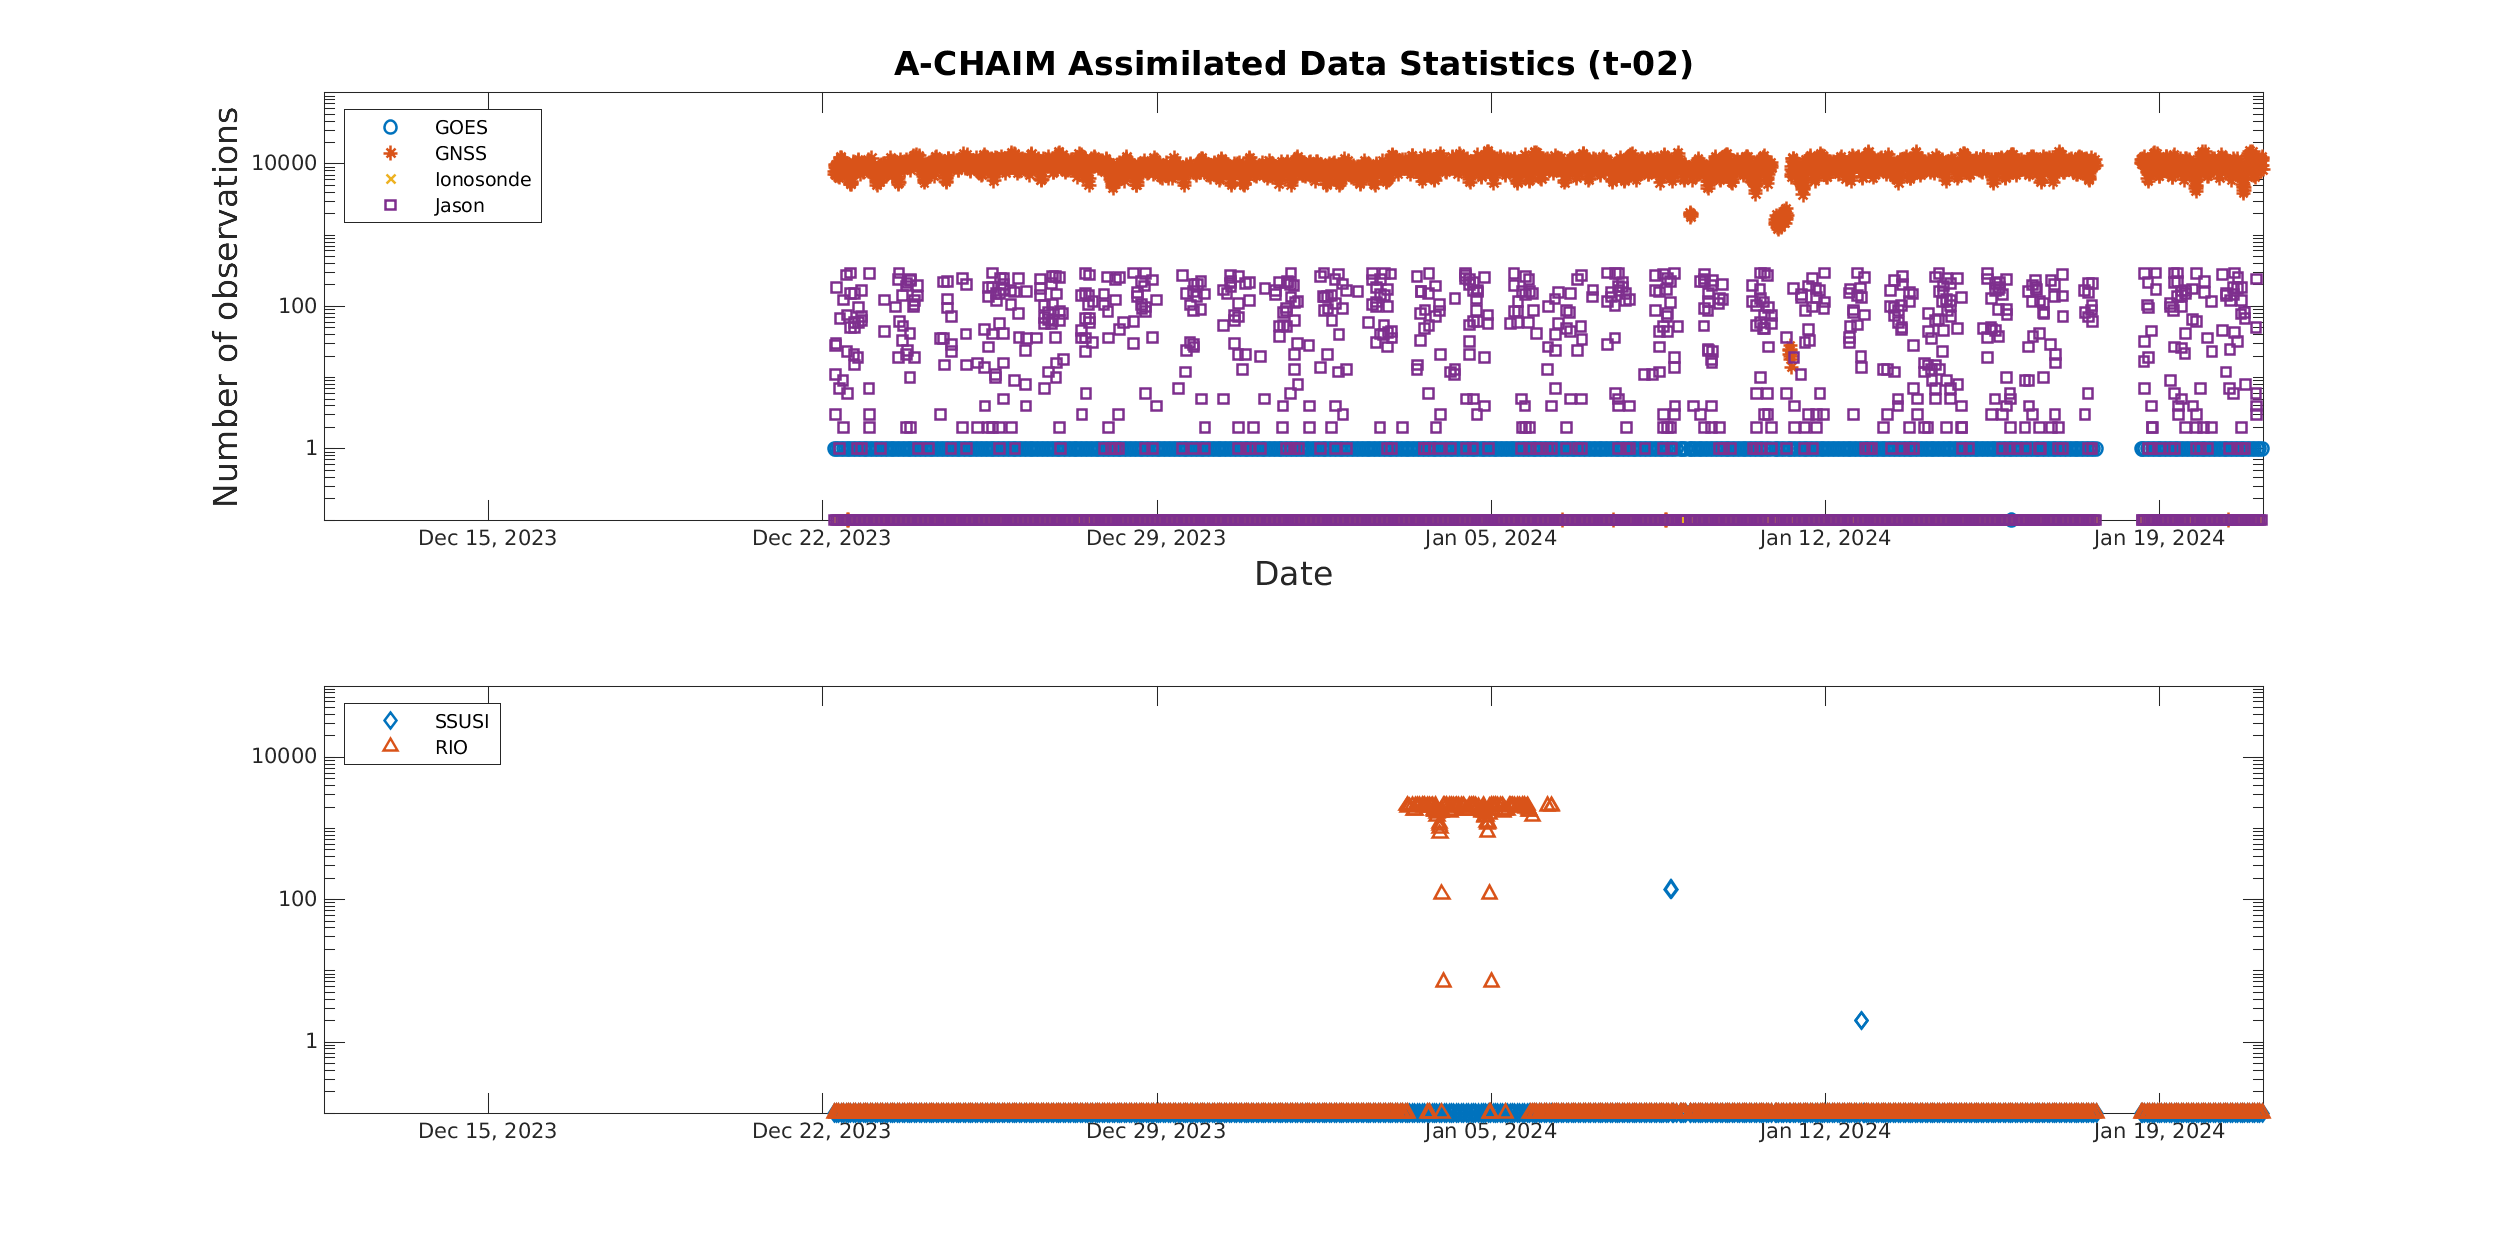 A-CHAIM Assimilated Data Statistics (t-02)
Number of observations
10000
100
1
GOES
GNSS
Ionosonde
Jason
Dec 15, 2023
Dec 22, 2023
Dec 29, 2023
Jan 05, 2024
Jan 12, 2024
Jan 19, 2024
Date
10000
100
1
SSUSI
RIO
Dec 15, 2023
Dec 22, 2023
Dec 29, 2023
Jan 05, 2024
Jan 12, 2024
Jan 19, 2024